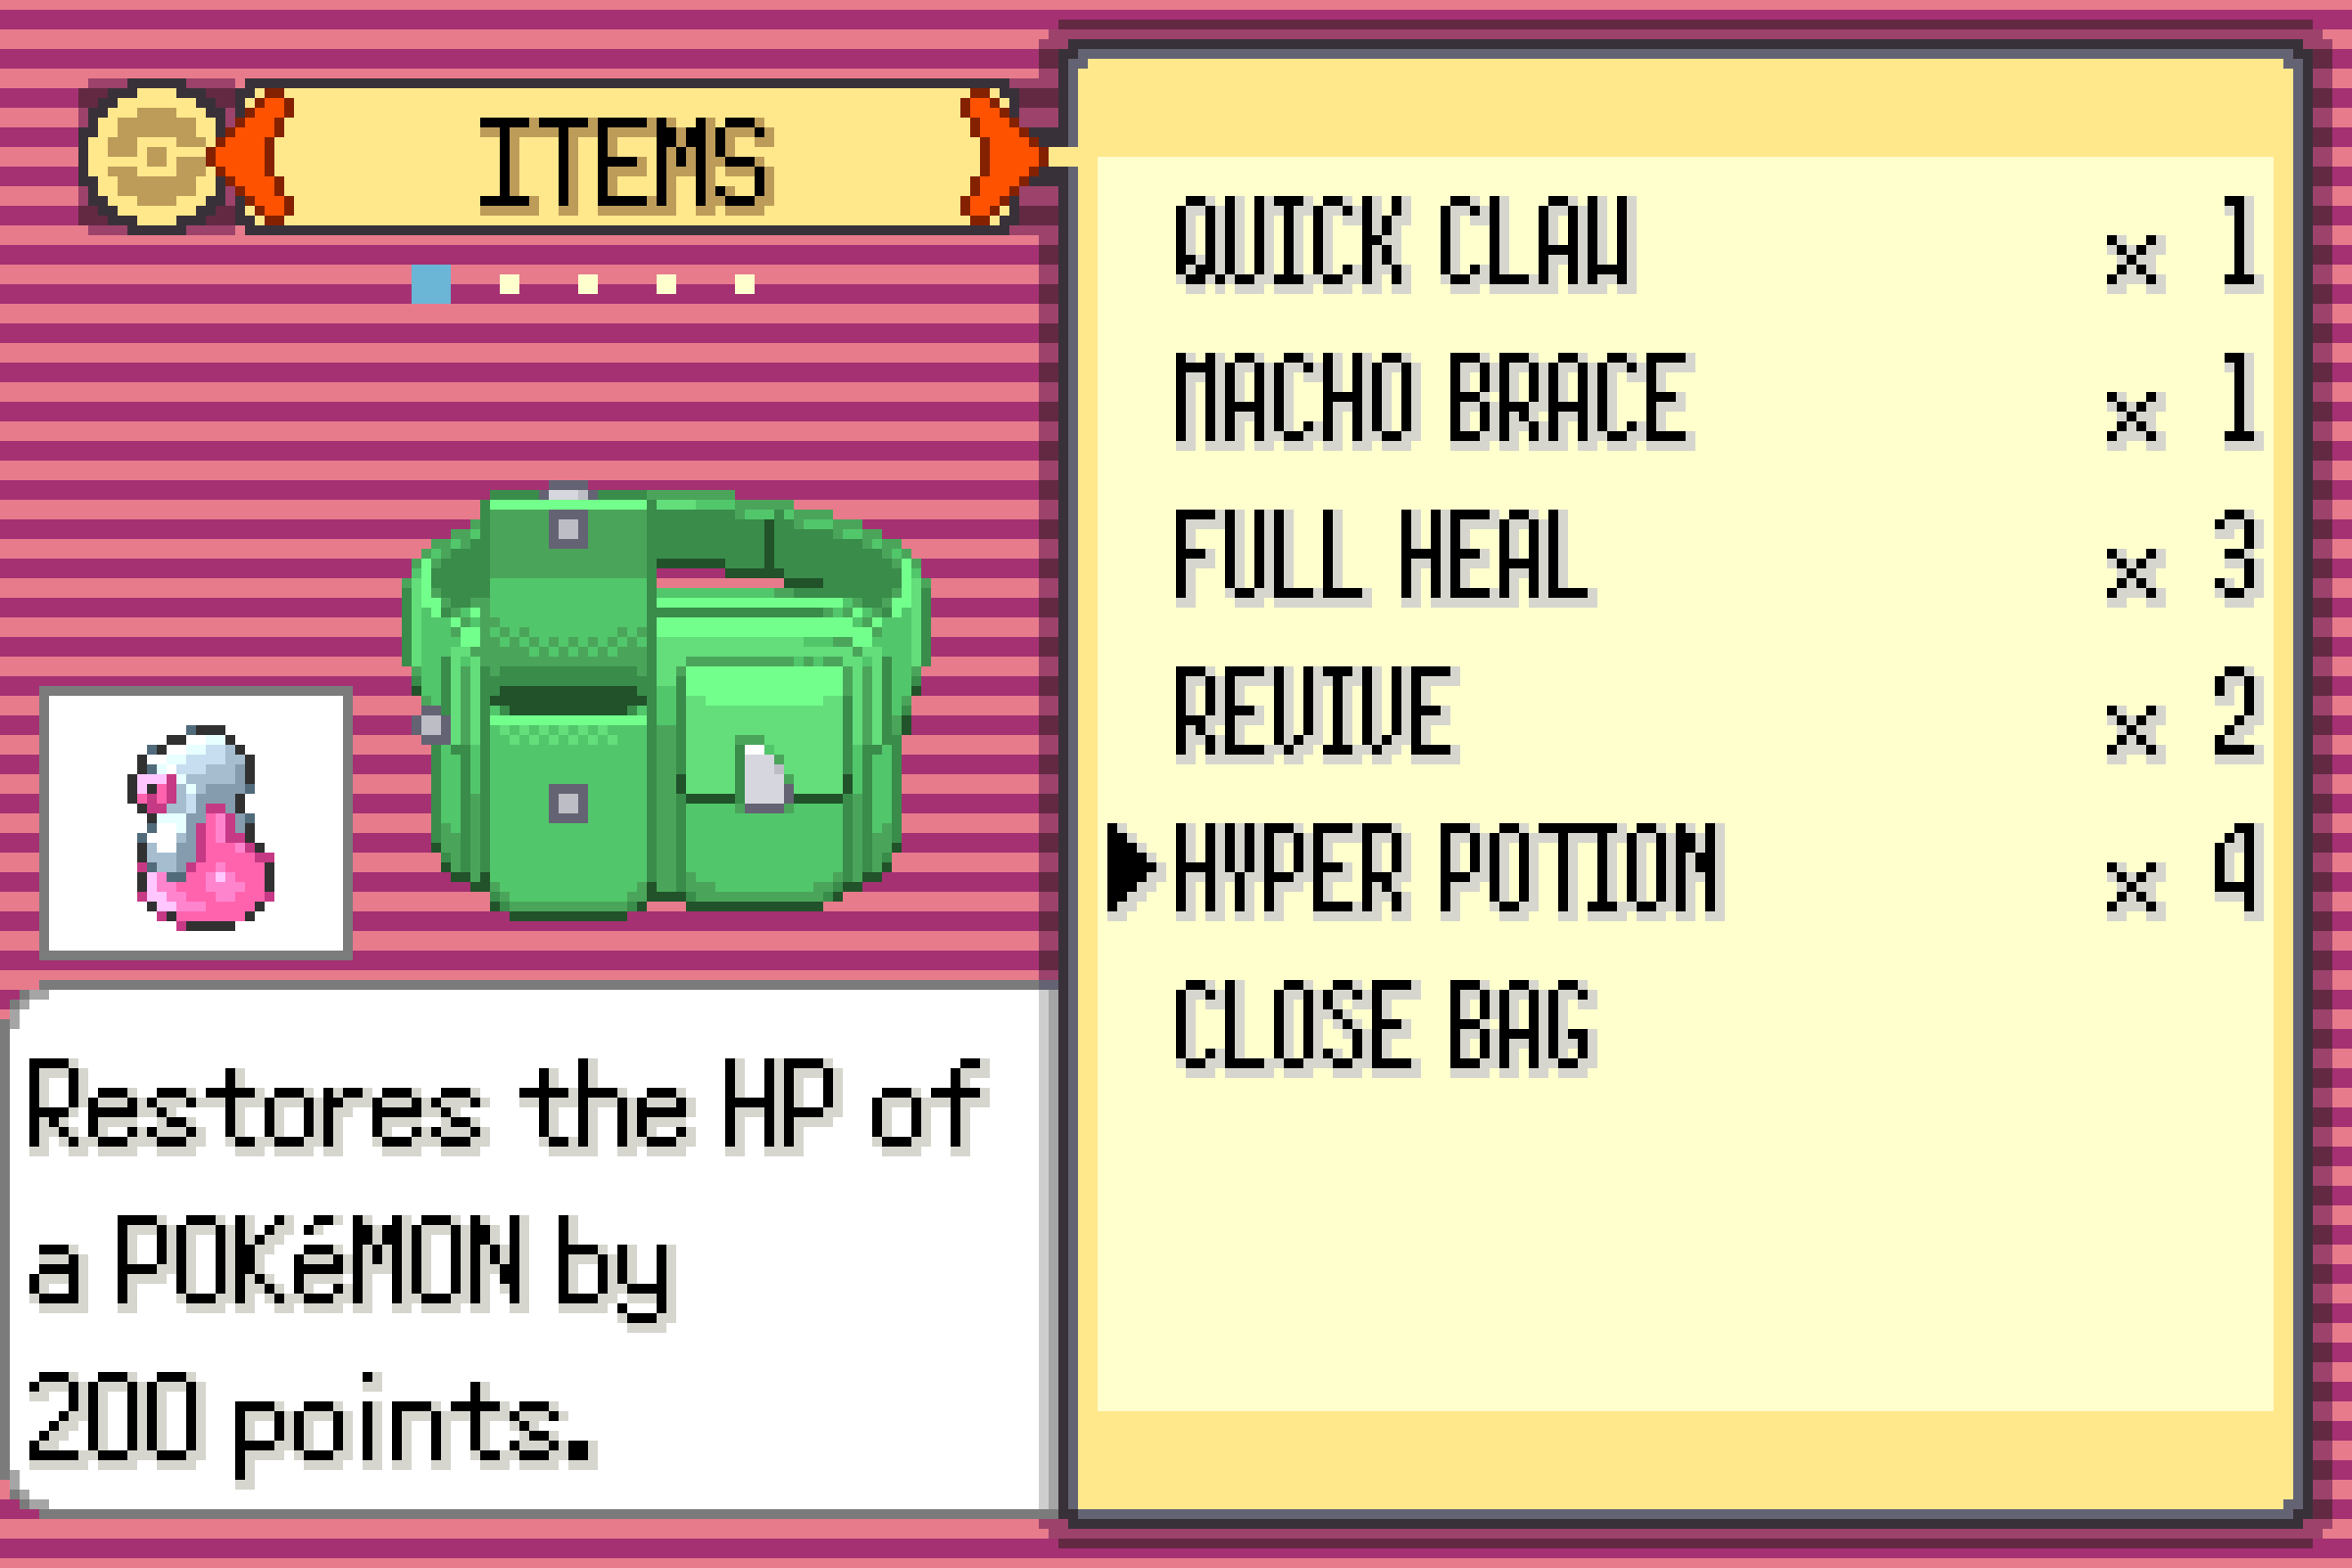 ITEMS
QUICK CLAW × 1
MACHO BRACE × 1
FULL HEAL × 3
REVIVE × 2
▶HYPER POTION × 4
CLOSE BAG
Restores the HP of
a POKéMON by
200 points.